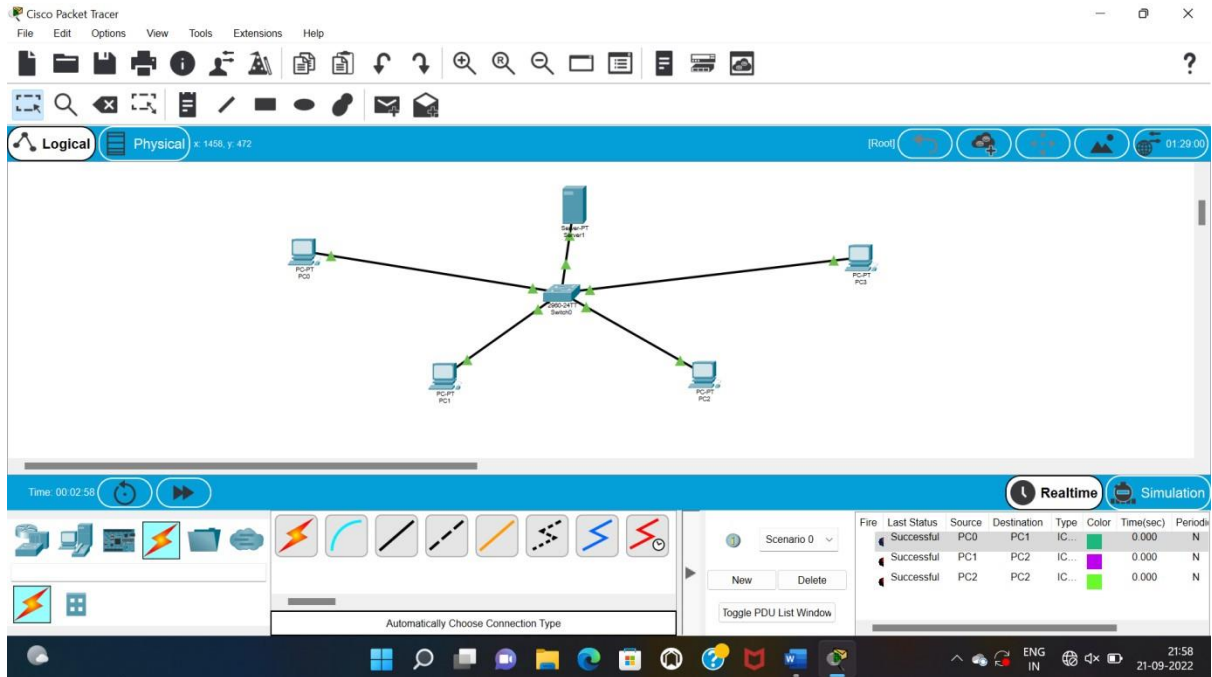 Cisco Packet Tracer
File Edit Options View Tools Extensions Help
?
Logical Physical x: 1456, y: 472 [Root] 01:29:00
Server-PT
Server1
PC-PT
PC0
PC-PT
PC3
2960-24TT
Switch0
PC-PT
PC1
PC-PT
PC2
Time: 00:02:58 Realtime Simulation
Fire Last Status Source Destination Type Color Time(sec) Periodi
Successful PC0 PC1 IC... 0.000 N
Successful PC1 PC2 IC... 0.000 N
Successful PC2 PC2 IC... 0.000 N
Scenario 0
New Delete
Toggle PDU List Window
Automatically Choose Connection Type
ENG
IN
21:58
21-09-2022